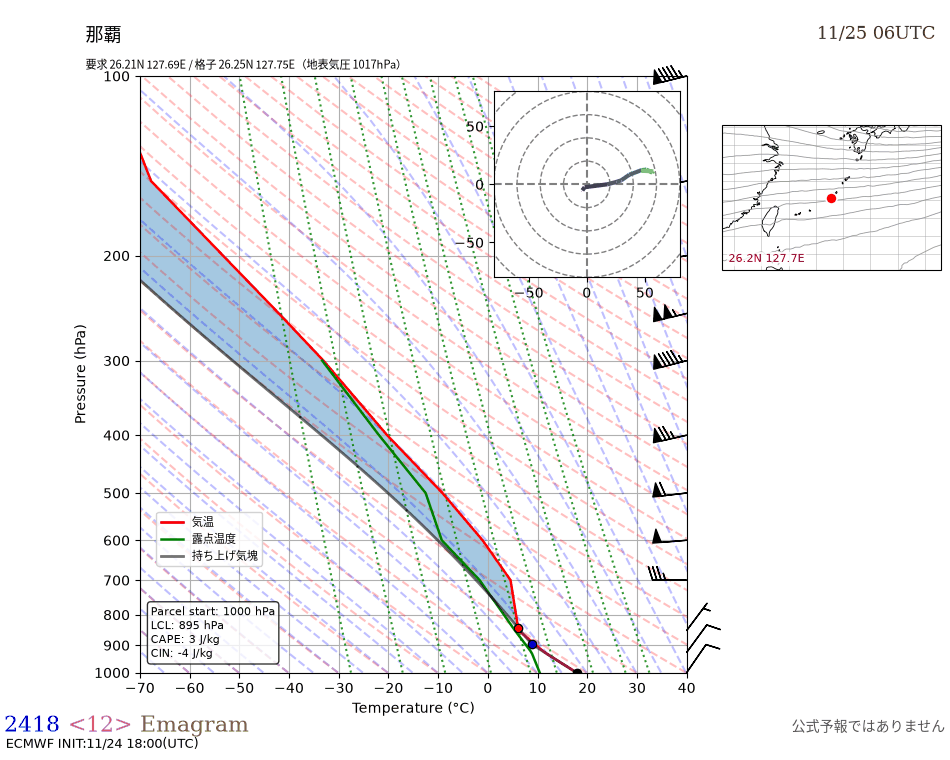 那覇
11/25 06UTC
要求 26.21N 127.69E / 格子 26.25N 127.75E（地表気圧 1017hPa）
100
200
300
400
500
600
700
800
900
1000
Pressure (hPa)
−70 −60 −50 −40 −30 −20 −10 0 10 20 30 40
Temperature (°C)
50
0
−50
−50 0 50
26.2N 127.7E
気温
露点温度
持ち上げ気塊
Parcel start: 1000 hPa
LCL: 895 hPa
CAPE: 3 J/kg
CIN: -4 J/kg
2418 <12> Emagram
公式予報ではありません
ECMWF INIT:11/24 18:00(UTC)